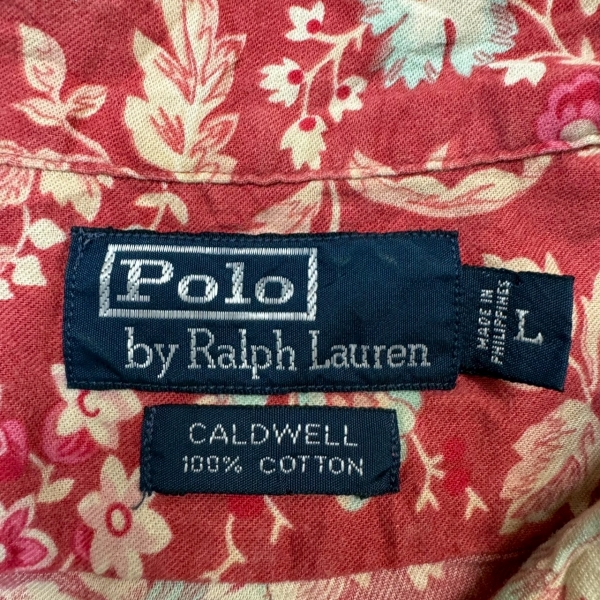 Polo
by Ralph Lauren
MADE IN
PHILIPPINES
L
CALDWELL
100% COTTON